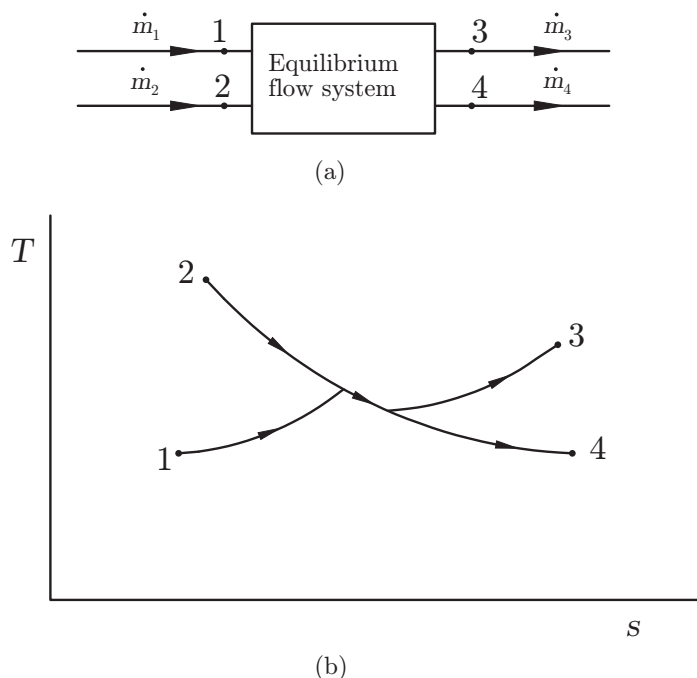 ṁ₁ 1 3 ṁ₃
Equilibrium
ṁ₂ 2 flow system 4 ṁ₄
(a)
T
2
3
1
4
s
(b)